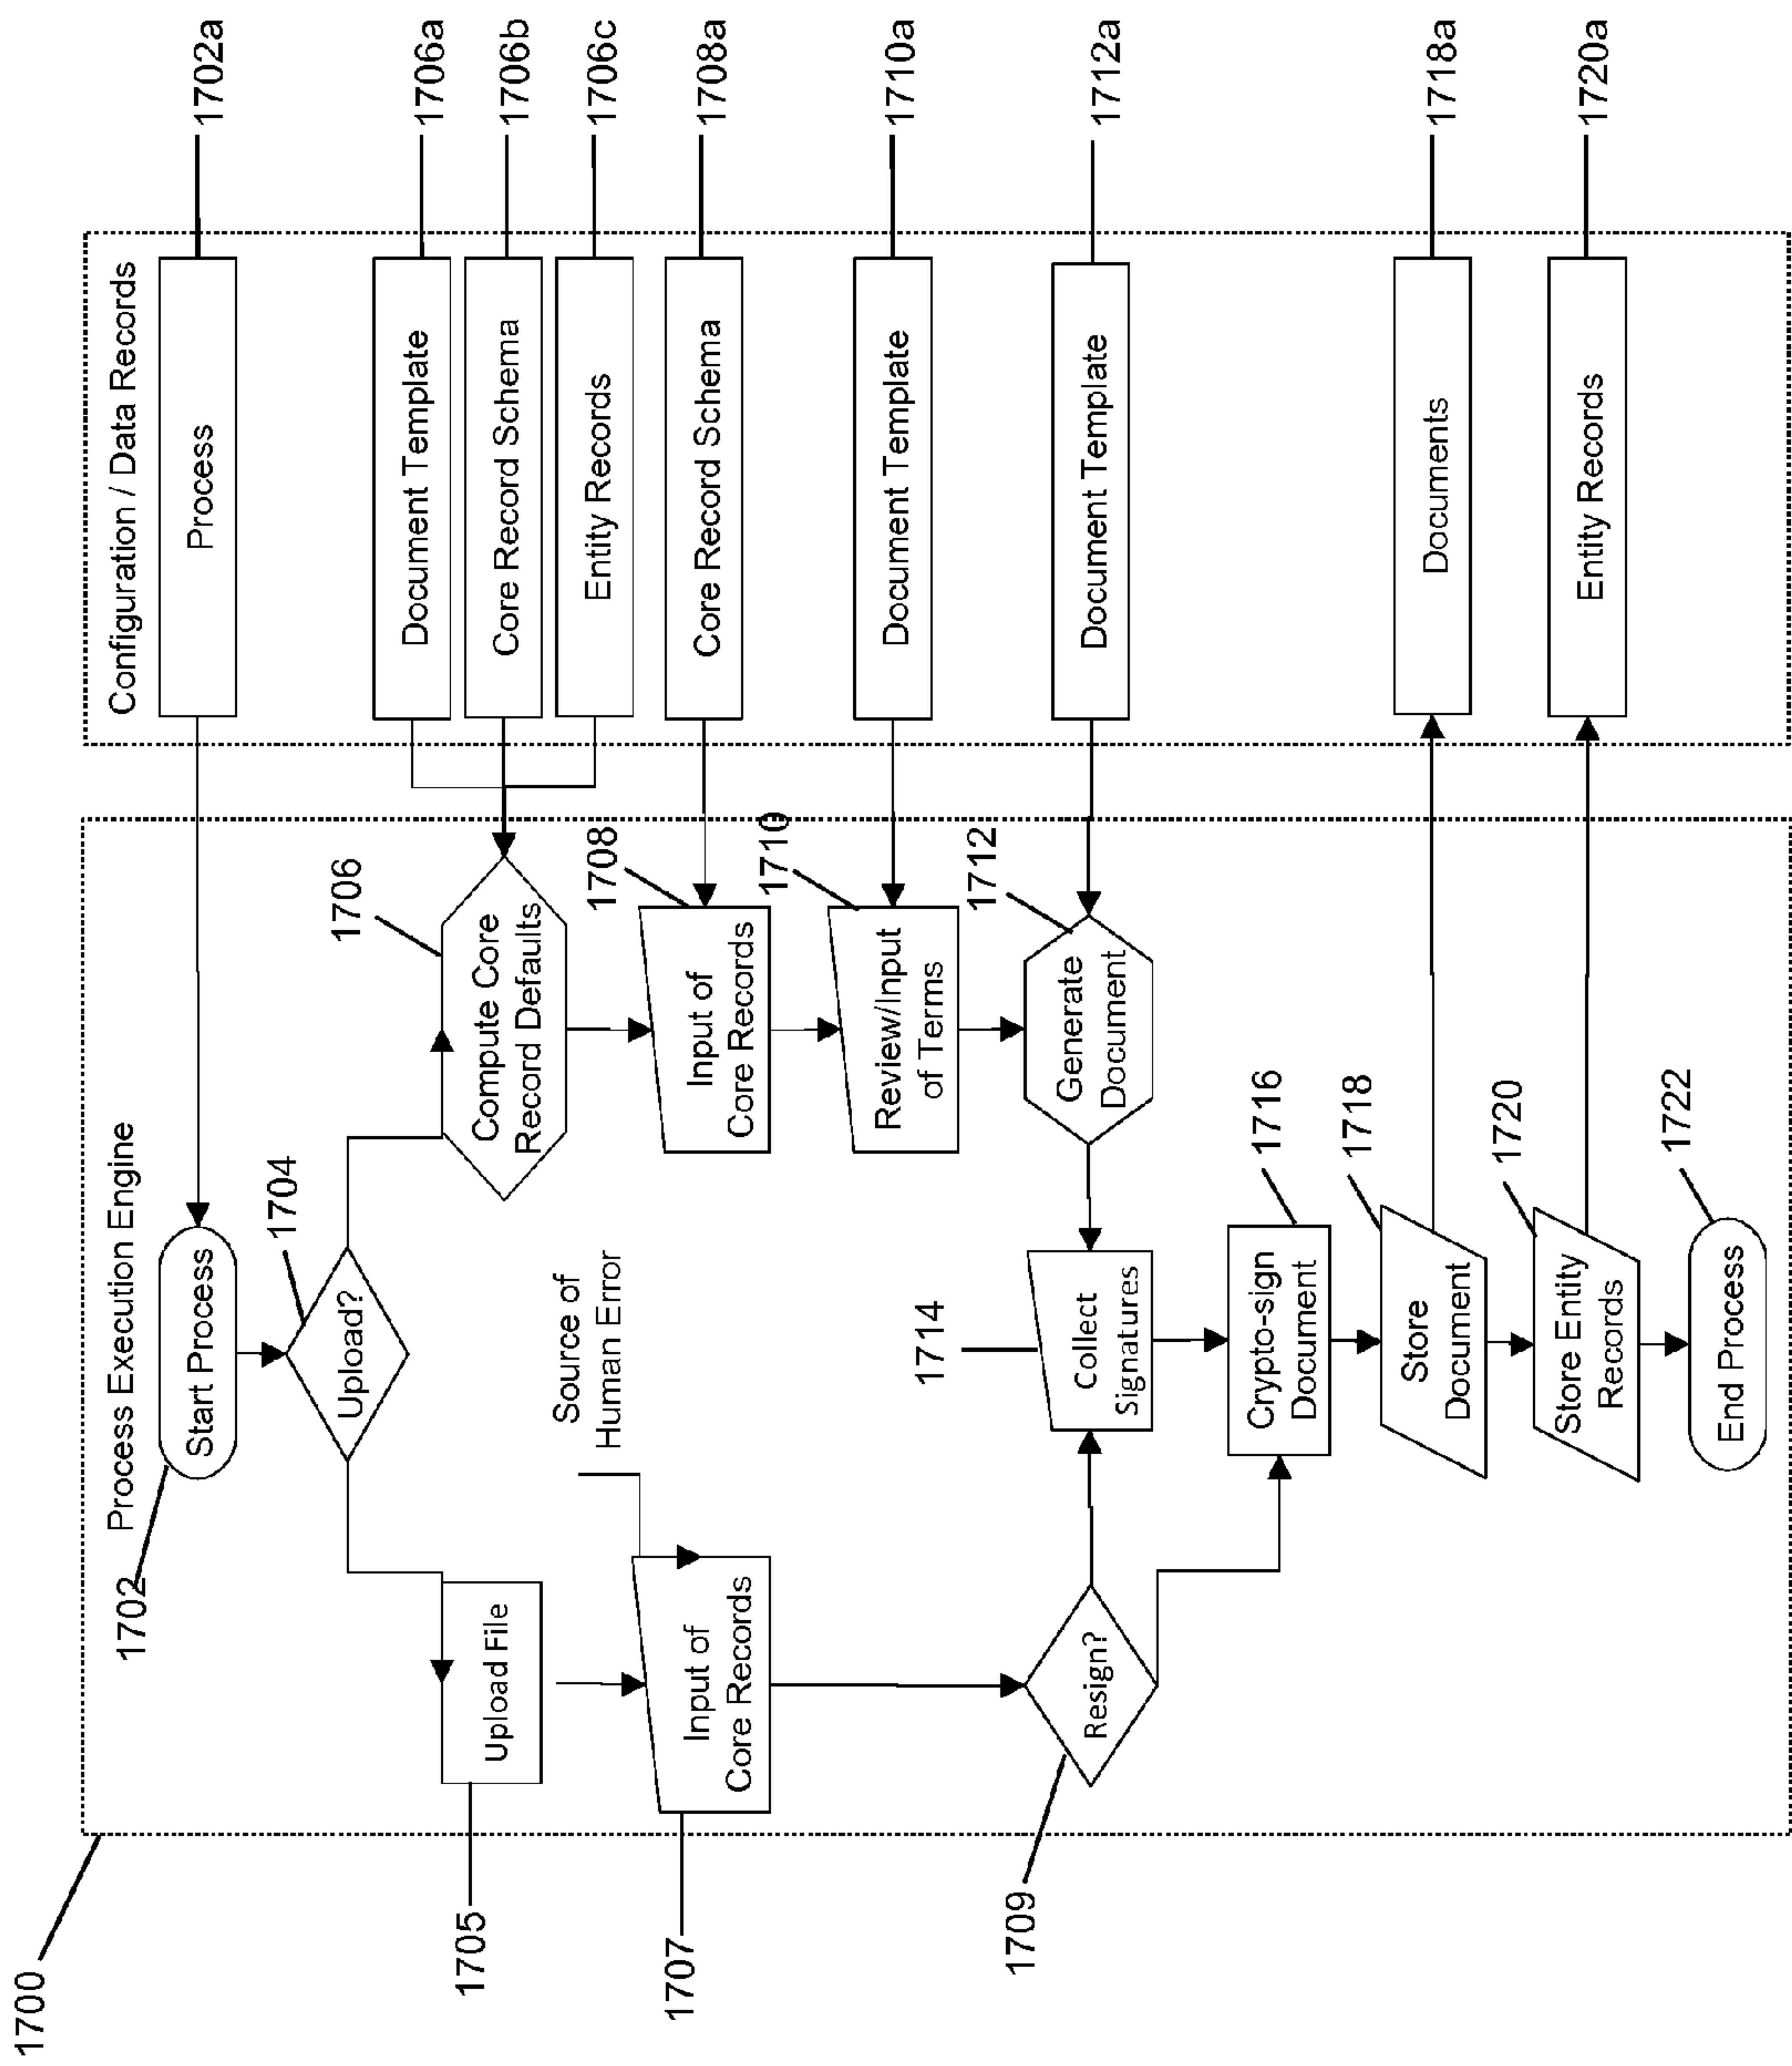 1700
Process Execution Engine
Configuration / Data Records
1702
Start Process
Process
1702a
1704
Upload?
1705
Upload File
1706
Compute Core
Record Defaults
Document Template
1706a
Core Record Schema
1706b
Entity Records
1706c
Source of
Human Error
1707
Input of
Core Records
1708
Input of
Core Records
Core Record Schema
1708a
1710
Review/Input
of Terms
Document Template
1710a
1709
Resign?
1714
Collect
Signatures
1712
Generate
Document
Document Template
1712a
Crypto-sign
Document
1716
Store
Document
1718
Documents
1718a
Store Entity
Records
1720
Entity Records
1720a
End Process
1722